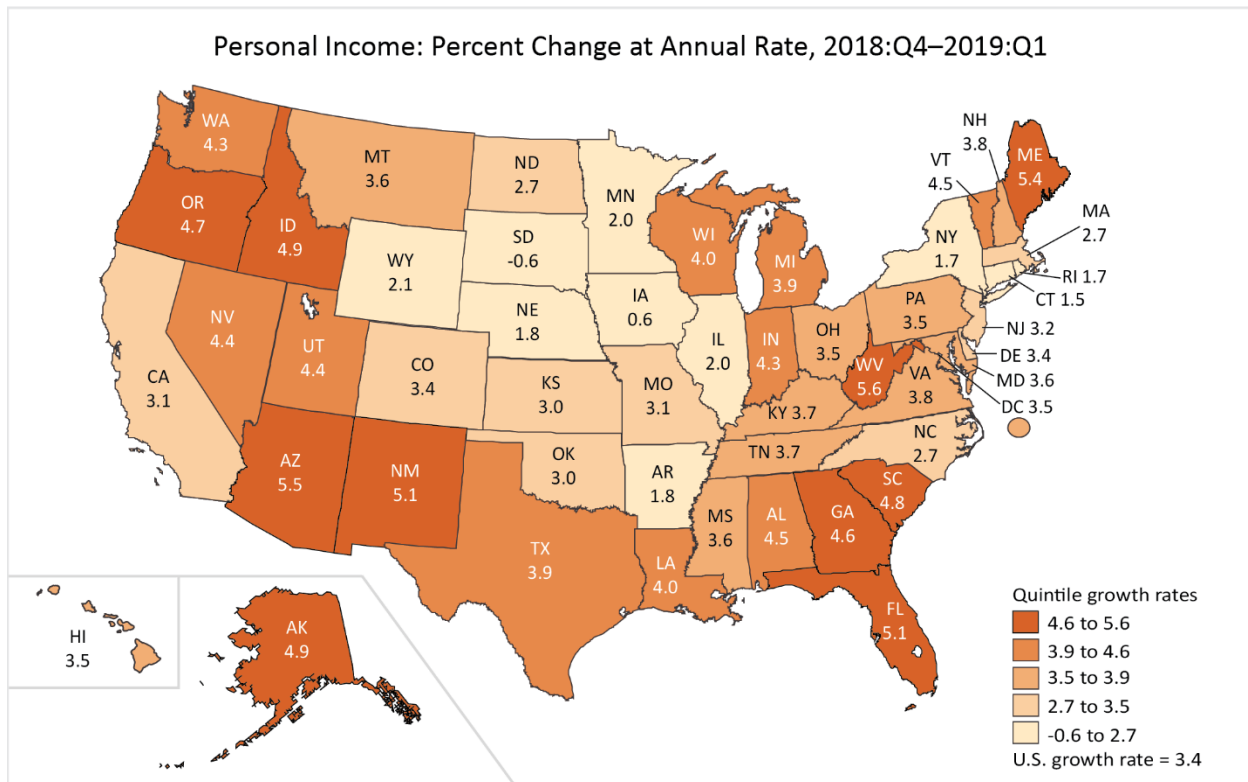 Personal Income: Percent Change at Annual Rate, 2018:Q4–2019:Q1
WA
4.3
MT
3.6
ND
2.7
MN
2.0
NH
3.8
VT
4.5
ME
5.4
OR
4.7
ID
4.9
SD
-0.6
WI
4.0
MI
3.9
NY
1.7
MA
2.7
RI 1.7
CT 1.5
WY
2.1
NE
1.8
IA
0.6
IL
2.0
IN
4.3
OH
3.5
PA
3.5
NJ 3.2
DE 3.4
MD 3.6
DC 3.5
NV
4.4
UT
4.4
CO
3.4
KS
3.0
MO
3.1
WV
5.6
VA
3.8
CA
3.1
KY 3.7
TN 3.7
NC
2.7
AZ
5.5
NM
5.1
OK
3.0
AR
1.8
SC
4.8
MS
3.6
AL
4.5
GA
4.6
TX
3.9
LA
4.0
FL
5.1
HI
3.5
AK
4.9
Quintile growth rates
4.6 to 5.6
3.9 to 4.6
3.5 to 3.9
2.7 to 3.5
-0.6 to 2.7
U.S. growth rate = 3.4